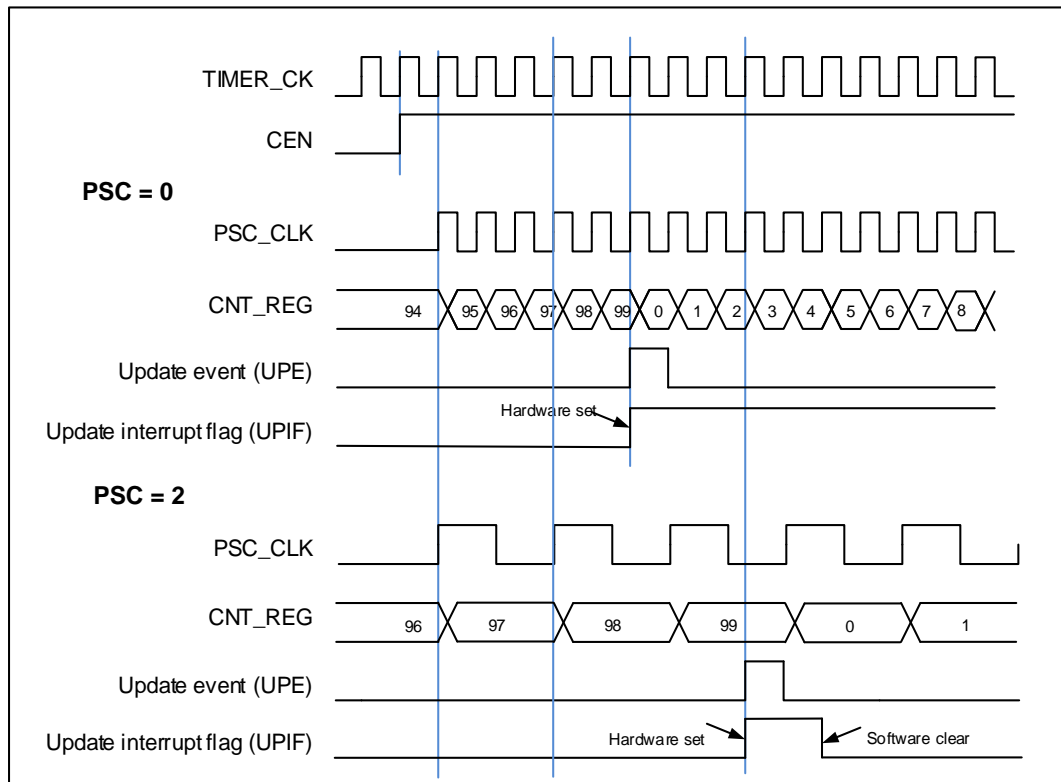 TIMER_CK
CEN
PSC = 0
PSC_CLK
CNT_REG 94 95 96 97 98 99 0 1 2 3 4 5 6 7 8
Update event (UPE)
Hardware set
Update interrupt flag (UPIF)
PSC = 2
PSC_CLK
CNT_REG 96 97 98 99 0 1
Update event (UPE)
Update interrupt flag (UPIF) Hardware set Software clear